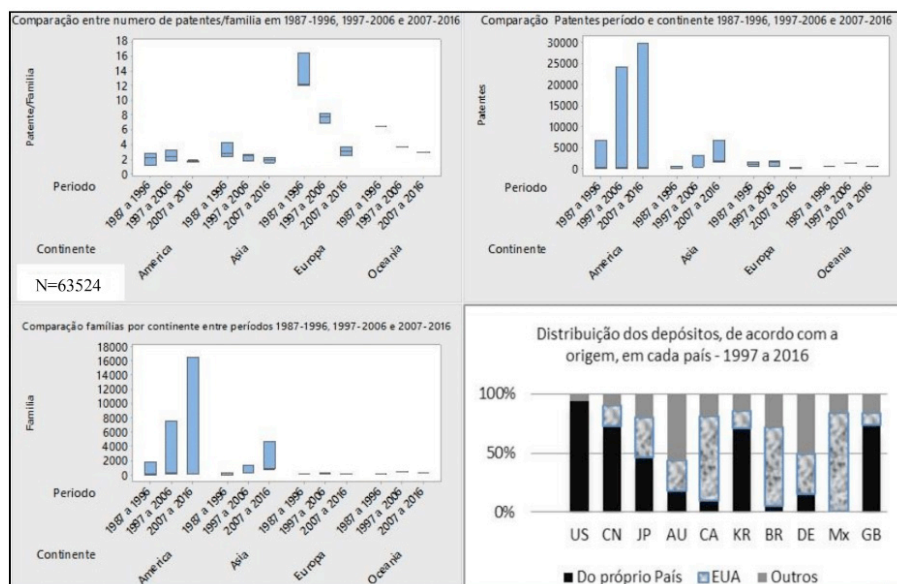 Comparação entre numero de patentes/familia em 1987-1996, 1997-2006 e 2007-2016
18
16
14
12
10
8
6
4
2
0
Patente/Familia
Periodo
1987 a 1996
1997 a 2006
2007 a 2016
1987 a 1996
1997 a 2006
2007 a 2016
1987 a 1996
1997 a 2006
2007 a 2016
1987 a 1996
1997 a 2006
2007 a 2016
Continente
America
Asia
Europa
Oceania
N=63524
Comparação Patentes período e continente 1987-1996, 1997-2006 e 2007-2016
30000
25000
20000
15000
10000
5000
0
Patentes
Periodo
1987 a 1996
1997 a 2006
2007 a 2016
1987 a 1996
1997 a 2006
2007 a 2016
1987 a 1996
1997 a 2006
2007 a 2016
1987 a 1996
1997 a 2006
2007 a 2016
Continente
America
Asia
Europa
Oceania
Comparação famílias por continente entre períodos 1987-1996, 1997-2006 e 2007-2016
18000
16000
14000
12000
10000
8000
6000
4000
2000
0
Familia
Periodo
1987 a 1996
1997 a 2006
2007 a 2016
1987 a 1996
1997 a 2006
2007 a 2016
1987 a 1996
1997 a 2006
2007 a 2016
1987 a 1996
1997 a 2006
2007 a 2016
Continente
America
Asia
Europa
Oceania
Distribuição dos depósitos, de acordo com a
origem, em cada país - 1997 a 2016
100%
50%
0%
US CN JP AU CA KR BR DE Mx GB
Do próprio País EUA Outros